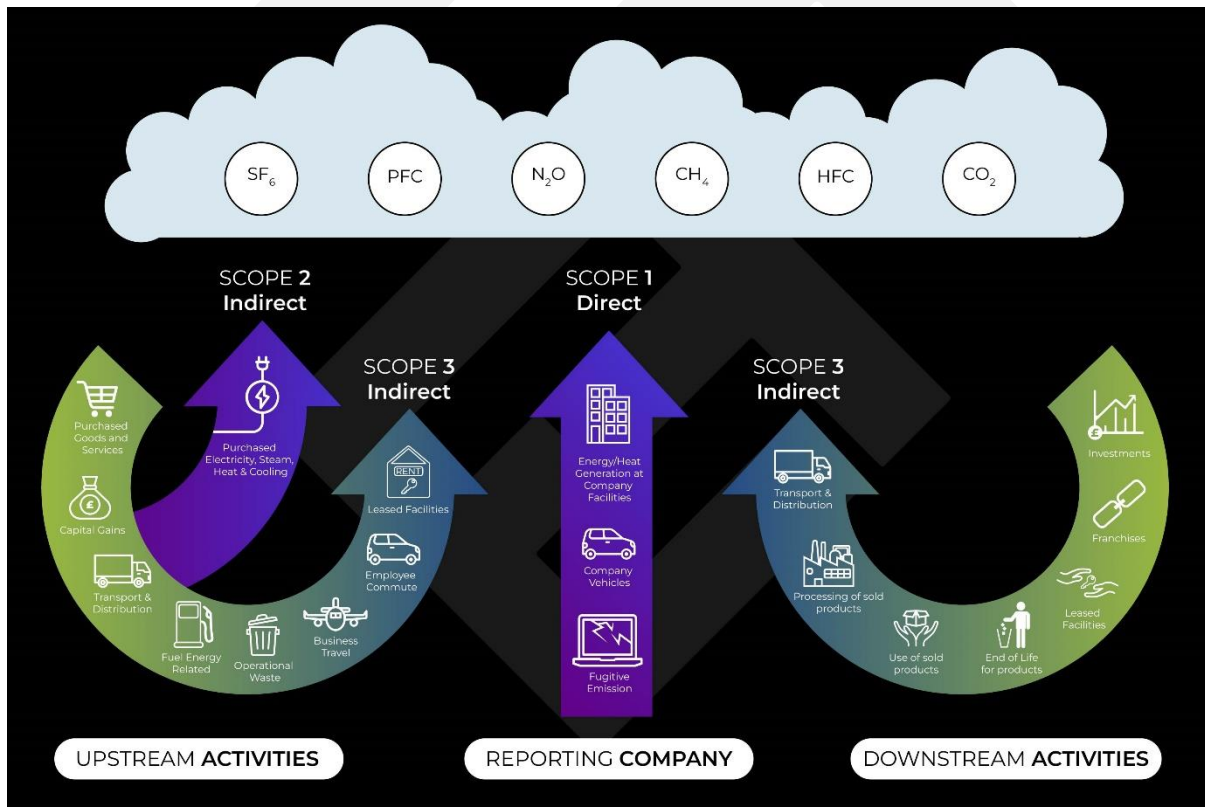 SF6
PFC
N2O
CH4
HFC
CO2
SCOPE 2
Indirect
Purchased
Electricity, Steam,
Heat & Cooling
SCOPE 3
Indirect
Purchased
Goods and
Services
Capital Gains
£
Transport &
Distribution
Fuel Energy
Related
Operational
Waste
Business
Travel
Employee
Commute
RENT
Leased Facilities
SCOPE 1
Direct
Energy/Heat
Generation at
Company
Facilities
Company
Vehicles
Fugitive
Emission
SCOPE 3
Indirect
Transport &
Distribution
Processing of sold
products
Use of sold
products
End of Life
for products
Leased
Facilities
Franchises
£
Investments
UPSTREAM ACTIVITIES
REPORTING COMPANY
DOWNSTREAM ACTIVITIES